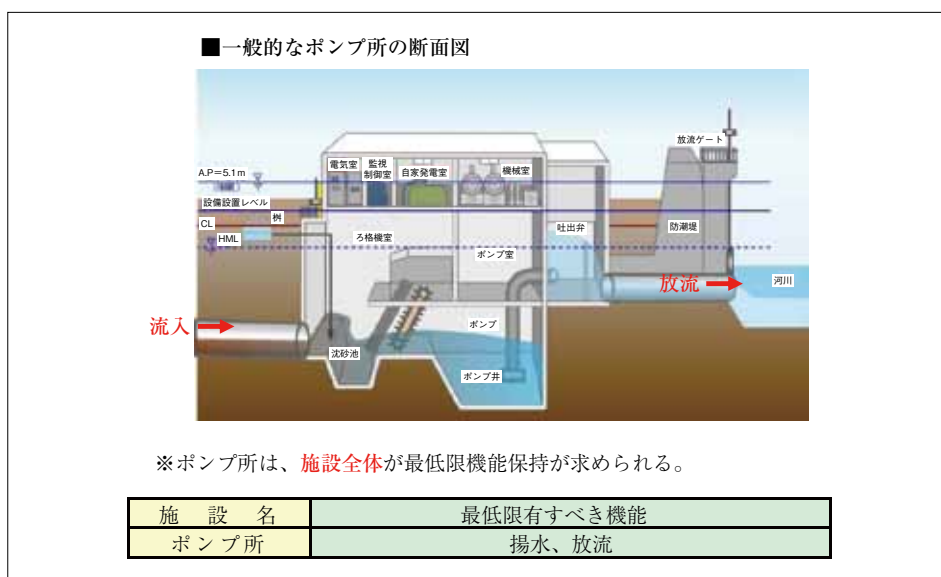 ■一般的なポンプ所の断面図
放流ゲート
電気室
監視
制御室
自家発電室
機械室
A.P＝5.1m
設備設置レベル
桝
CL
HML
ろ格機室
ポンプ室
吐出弁
防潮堤
放流
河川
流入
ポンプ
沈砂池
ポンプ井
※ポンプ所は、施設全体が最低限機能保持が求められる。
施設名 最低限有すべき機能
ポンプ所 揚水、放流